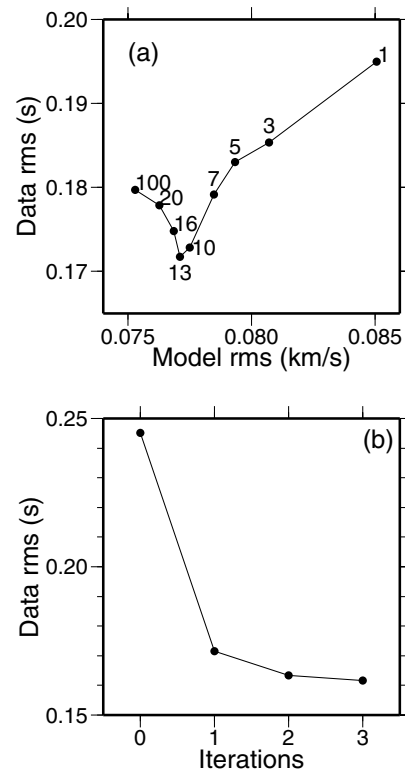 0.20
(a)
1
0.19
3
5
Data rms (s)
7
0.18
100
20
16
10
0.17
13
0.075 0.080 0.085
Model rms (km/s)
0.25
(b)
Data rms (s)
0.20
0.15
0 1 2 3
Iterations